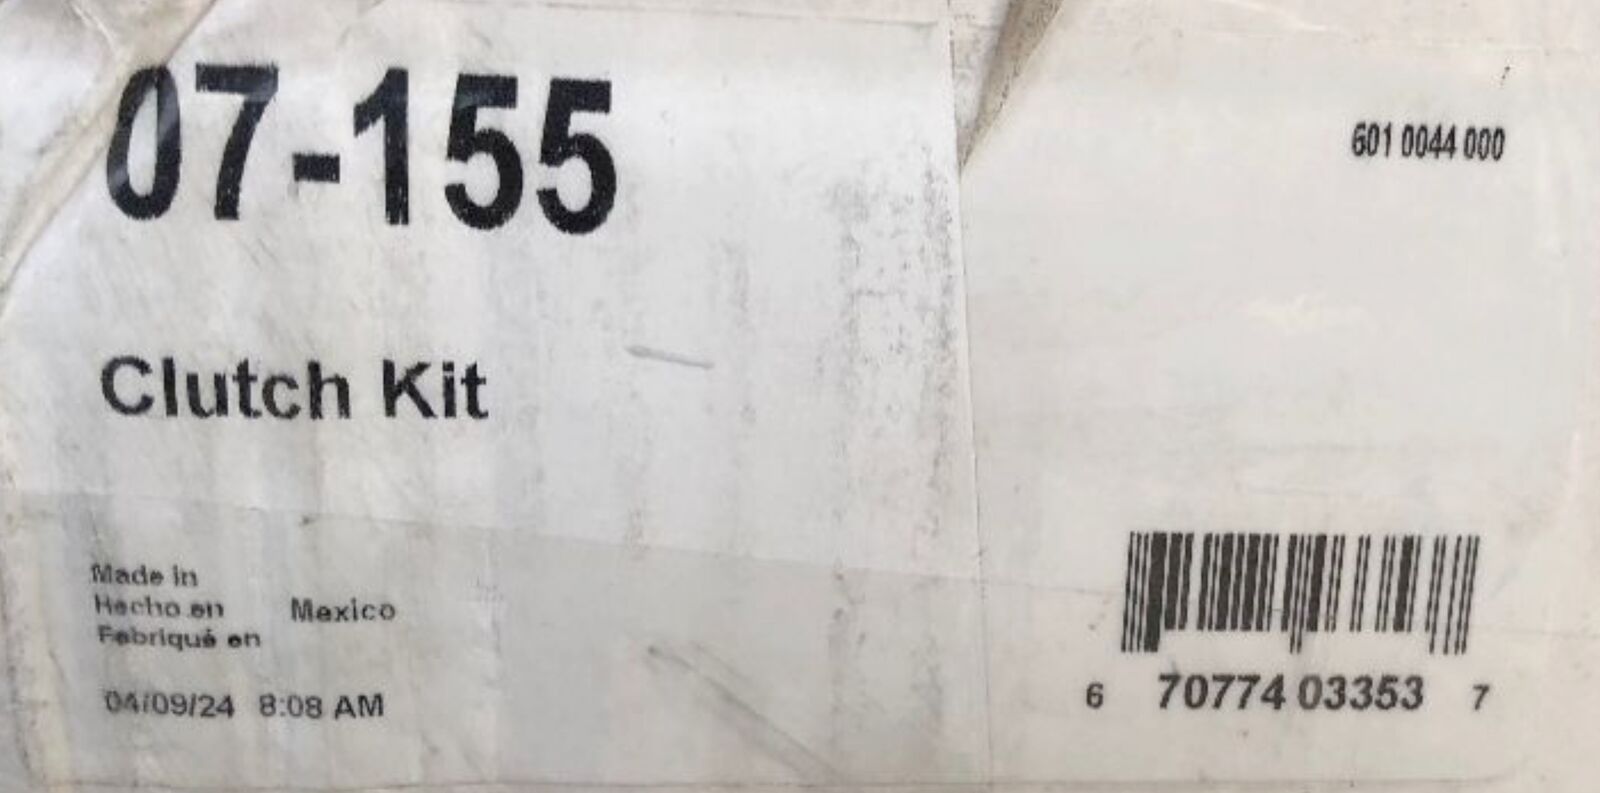 07-155
601 0044 000
Clutch Kit
Made in
Hecho en Mexico
Fabriqué en
04/09/24 8:08 AM
6 70774 03353 7